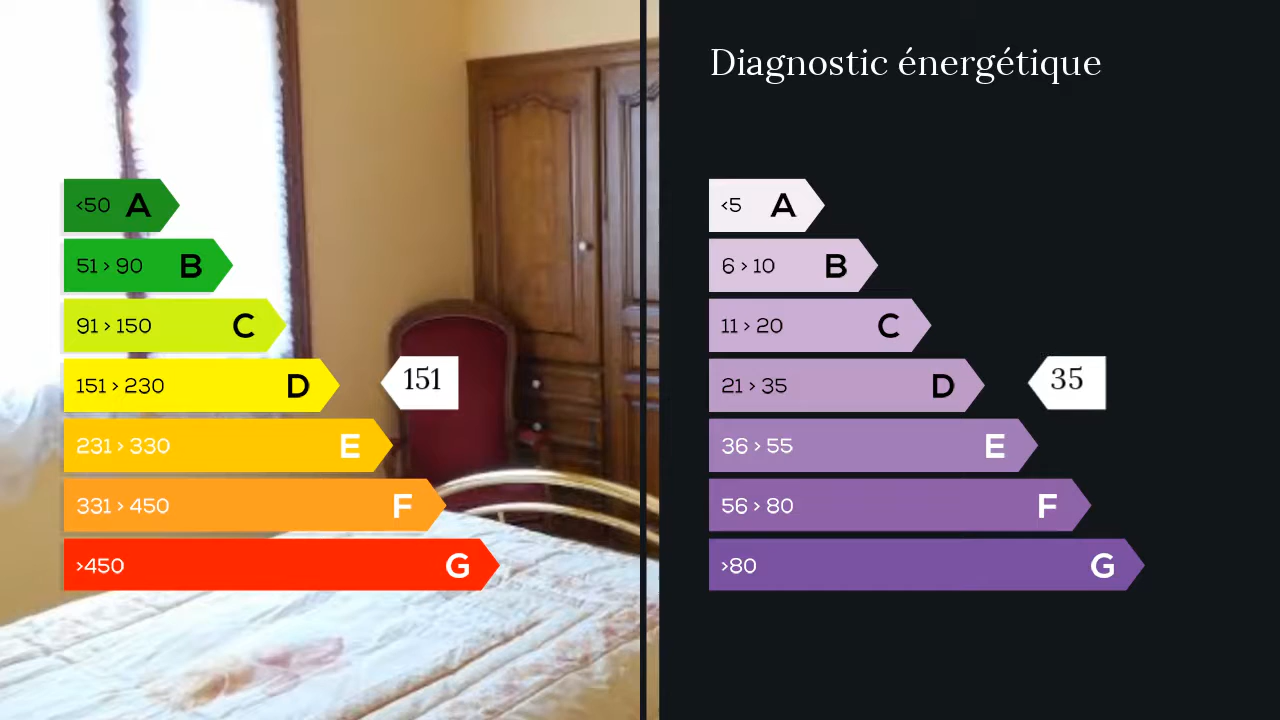 Diagnostic énergétique
<50 A
51 > 90 B
91 > 150 C
151 > 230 D
151
231 > 330 E
331 > 450 F
>450 G
<5 A
6 > 10 B
11 > 20 C
21 > 35 D
35
36 > 55 E
56 > 80 F
>80 G